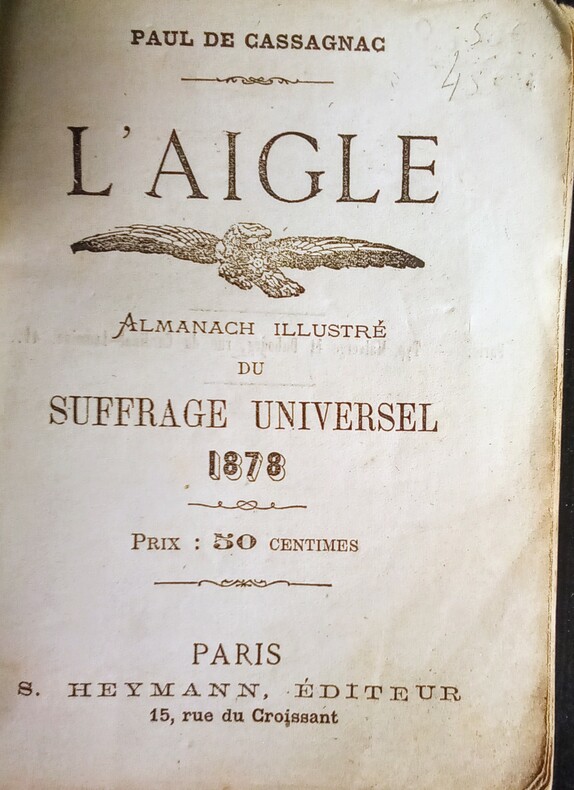 PAUL DE CASSAGNAC
L'AIGLE
ALMANACH ILLUSTRÉ
DU
SUFFRAGE UNIVERSEL
1878
PRIX : 50 CENTIMES
PARIS
S. HEYMANN, ÉDITEUR
15, rue du Croissant